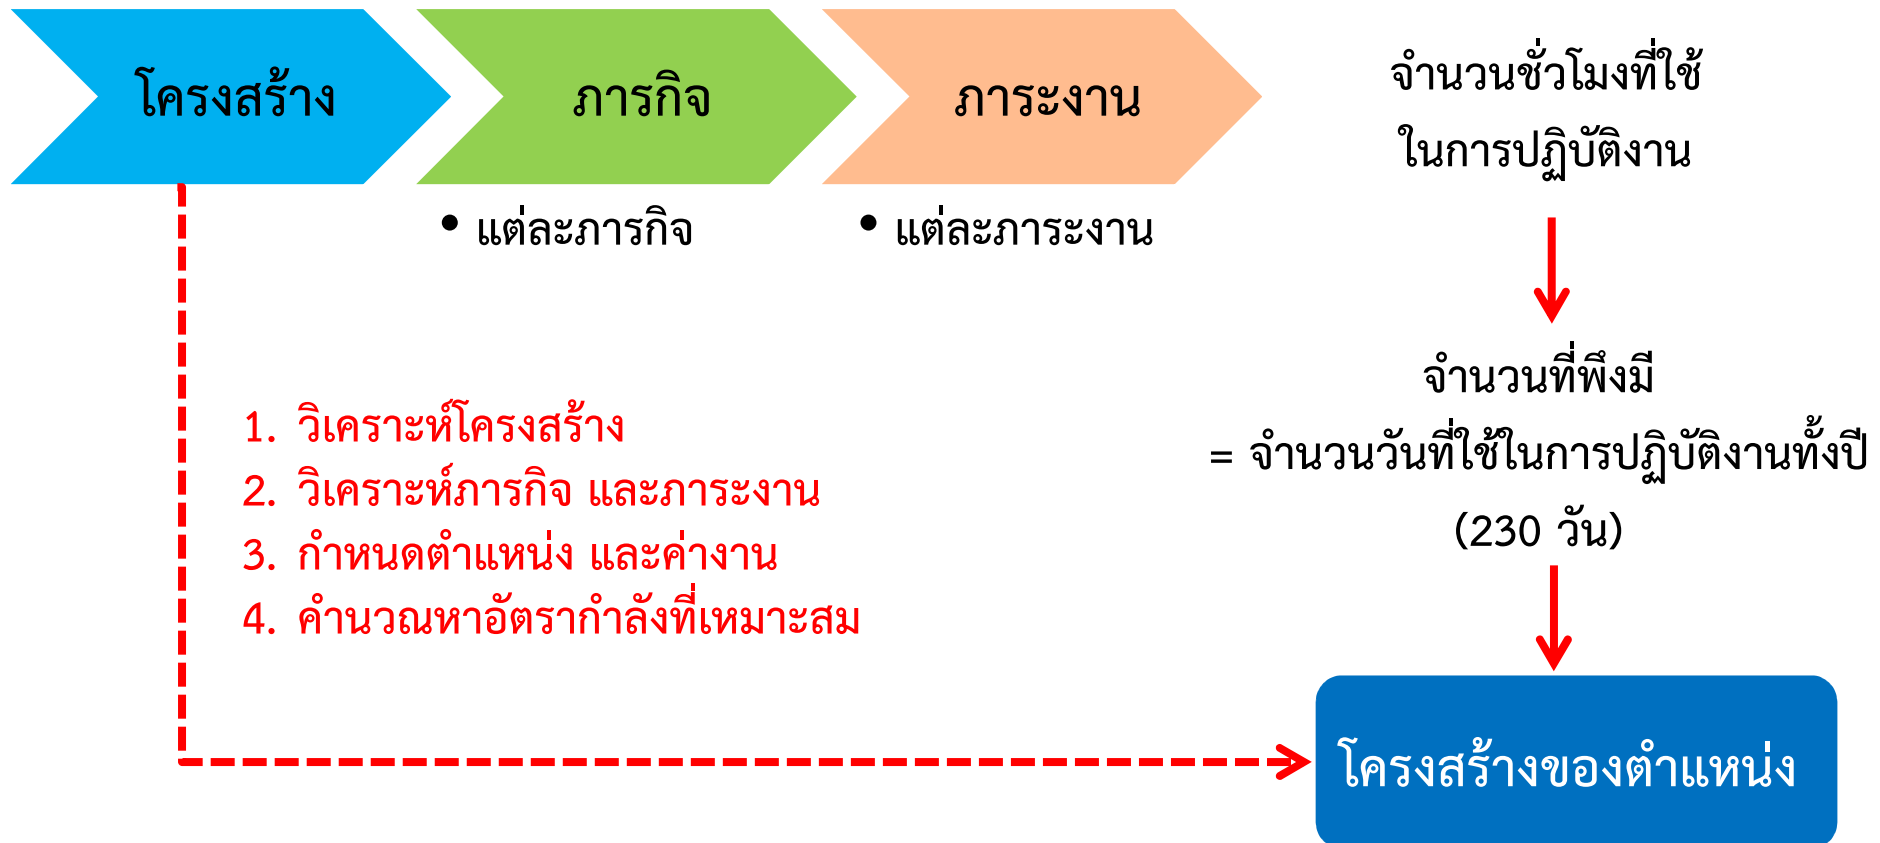 โครงสร้าง
ภารกิจ
ภาระงาน
จำนวนชั่วโมงที่ใช้
ในการปฏิบัติงาน
• แต่ละภารกิจ
• แต่ละภาระงาน
จำนวนที่พึงมี
= จำนวนวันที่ใช้ในการปฏิบัติงานทั้งปี
(230 วัน)
1. วิเคราะห์โครงสร้าง
2. วิเคราะห์ภารกิจ และภาระงาน
3. กำหนดตำแหน่ง และค่างาน
4. คำนวณหาอัตรากำลังที่เหมาะสม
โครงสร้างของตำแหน่ง